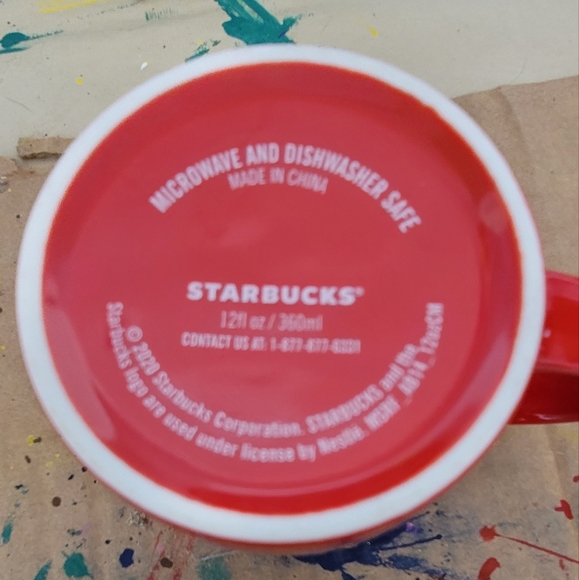 MICROWAVE AND DISHWASHER SAFE
MADE IN CHINA
STARBUCKS®
12fl oz / 360ml
CONTACT US AT: 1-877-877-6331
© 2020 Starbucks Corporation. STARBUCKS and the
Starbucks logo are used under license by Nestlé.